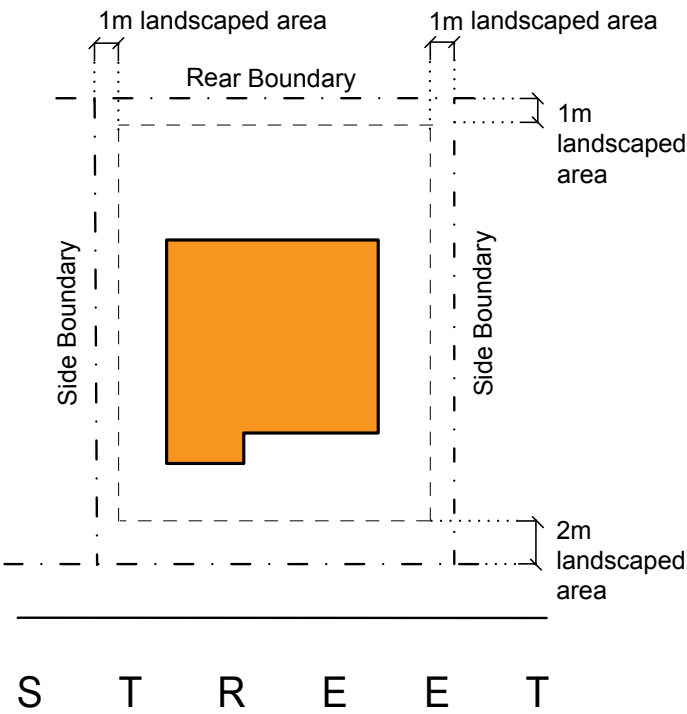 1m landscaped area
1m landscaped area
Rear Boundary
1m
landscaped
area
Side Boundary
Side Boundary
2m
landscaped
area
S T R E E T